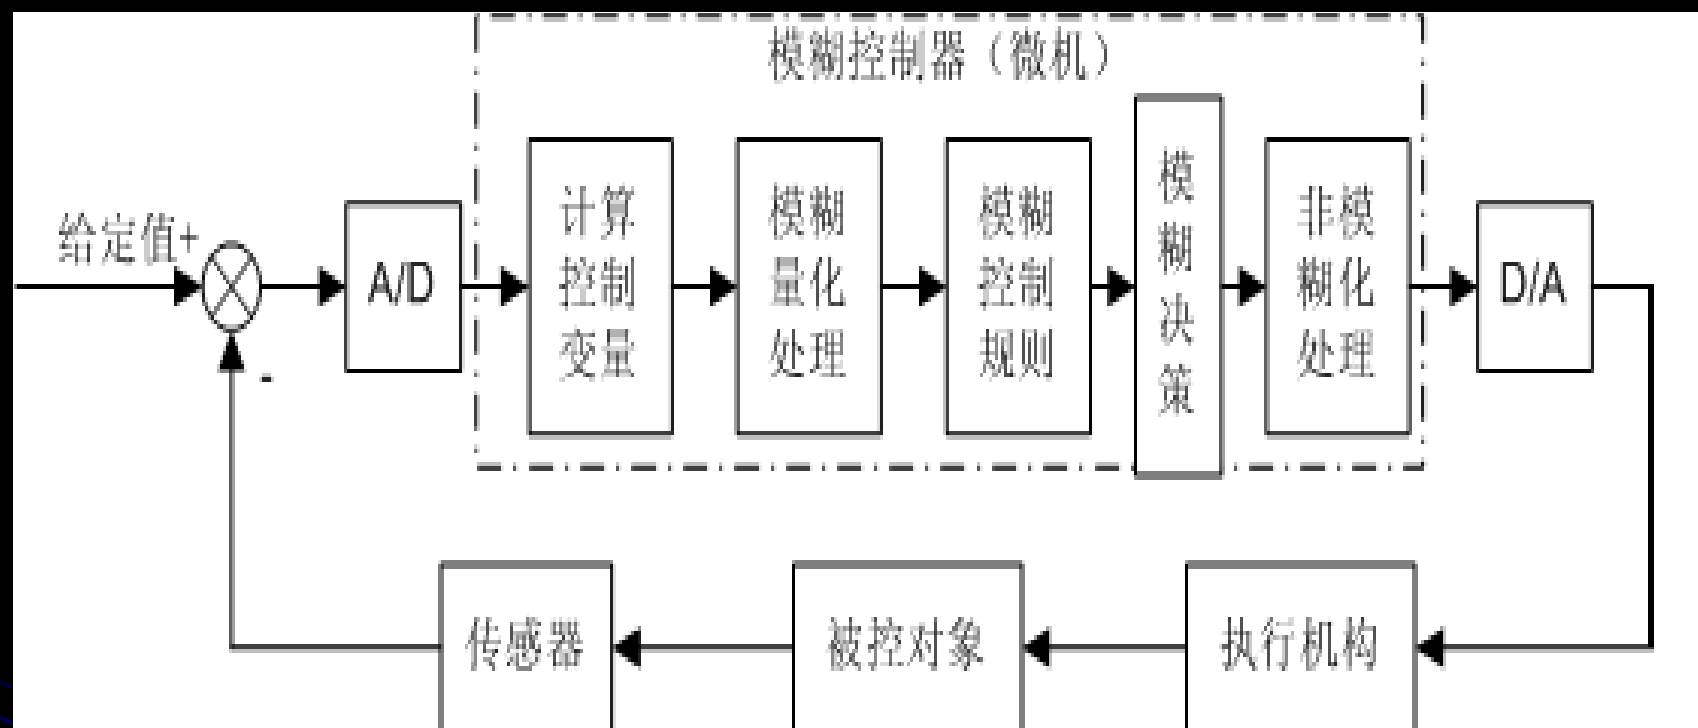 模糊控制器（微机）
给定值+
-
A/D
计算
控制
变量
模糊
量化
处理
模糊
控制
规则
模
糊
决
策
非模
糊化
处理
D/A
传感器
被控对象
执行机构